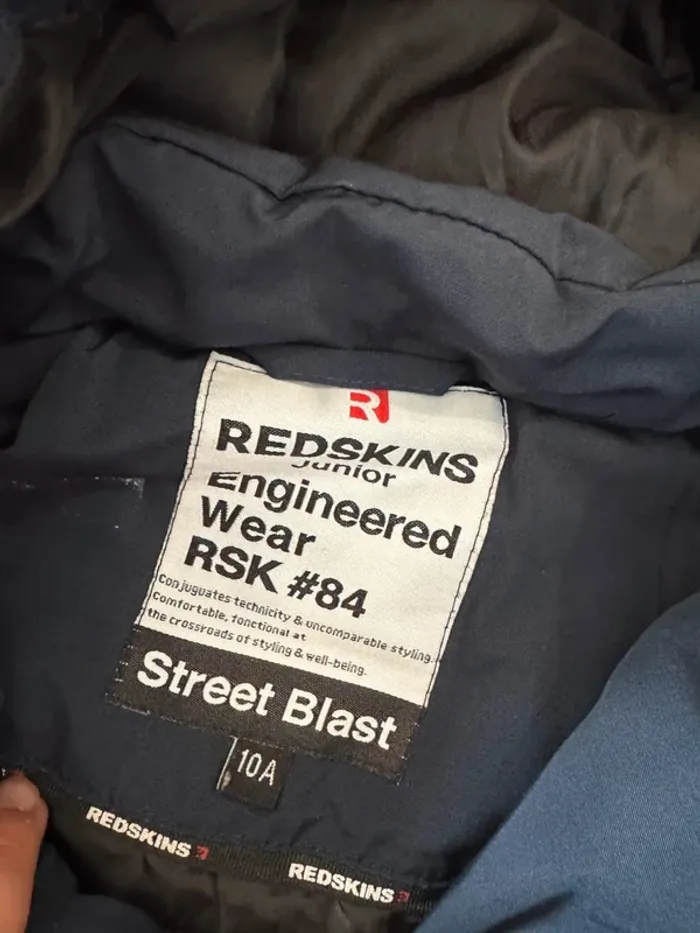 R
REDSKINS
Junior
Engineered
Wear
RSK #84
Conjuguates technicity & uncomparable styling.
Comfortable, fonctional at
the crossroads of styling & well-being.
Street Blast
10A
REDSKINS
REDSKINS